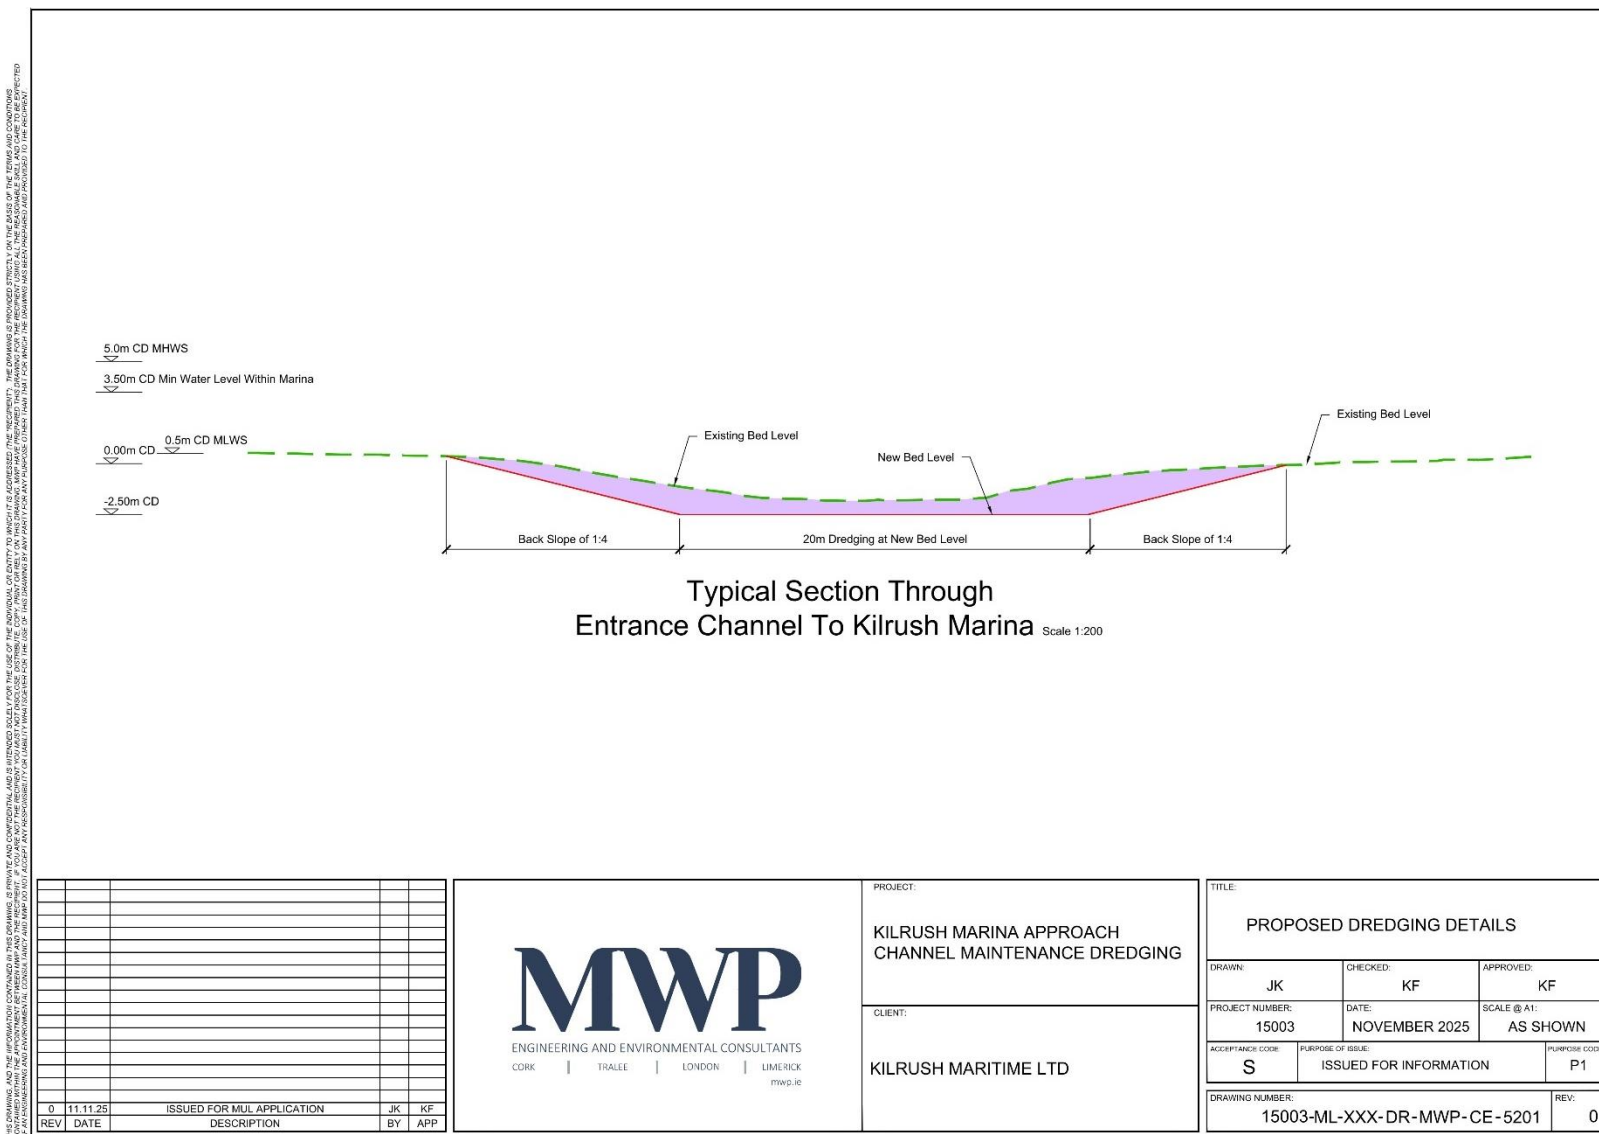 5.0m CD MHWS
3.50m CD Min Water Level Within Marina
0.00m CD
0.5m CD MLWS
-2.50m CD
Existing Bed Level
New Bed Level
Existing Bed Level
Back Slope of 1:4
20m Dredging at New Bed Level
Back Slope of 1:4
Typical Section Through
Entrance Channel To Kilrush Marina Scale 1:200
0 11.11.25 ISSUED FOR MUL APPLICATION JK KF
REV DATE DESCRIPTION BY APP
MWP
ENGINEERING AND ENVIRONMENTAL CONSULTANTS
CORK | TRALEE | LONDON | LIMERICK
mwp.ie
PROJECT:
KILRUSH MARINA APPROACH
CHANNEL MAINTENANCE DREDGING
CLIENT:
KILRUSH MARITIME LTD
TITLE:
PROPOSED DREDGING DETAILS
DRAWN: CHECKED: APPROVED:
JK KF KF
PROJECT NUMBER: DATE: SCALE @ A1:
15003 NOVEMBER 2025 AS SHOWN
ACCEPTANCE CODE PURPOSE OF ISSUE: PURPOSE CODE
S ISSUED FOR INFORMATION P1
DRAWING NUMBER: REV:
15003-ML-XXX-DR-MWP-CE-5201 0